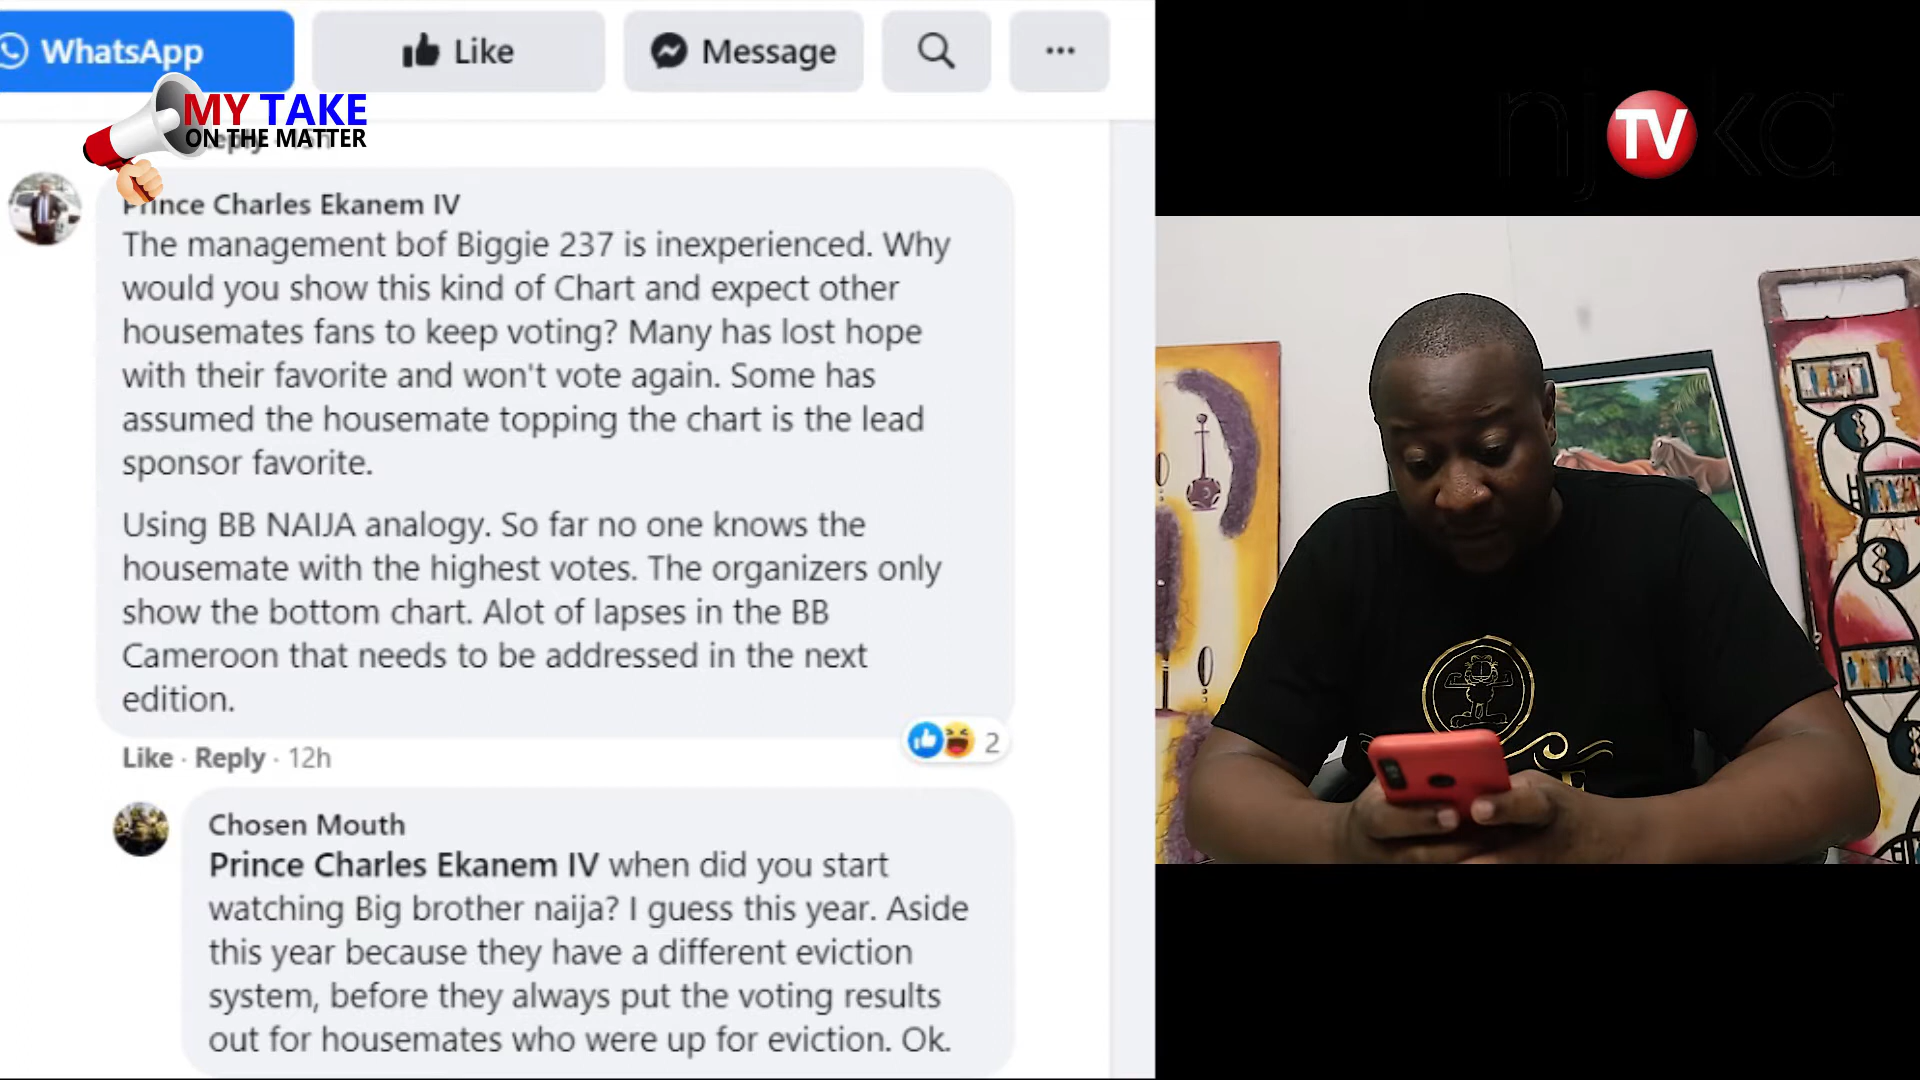 WhatsApp
Like
Message
MY TAKE
ON THE MATTER
njoka
TV
Prince Charles Ekanem IV
The management bof Biggie 237 is inexperienced. Why
would you show this kind of Chart and expect other
housemates fans to keep voting? Many has lost hope
with their favorite and won't vote again. Some has
assumed the housemate topping the chart is the lead
sponsor favorite.
Using BB NAIJA analogy. So far no one knows the
housemate with the highest votes. The organizers only
show the bottom chart. Alot of lapses in the BB
Cameroon that needs to be addressed in the next
edition.
2
Like · Reply · 12h
Chosen Mouth
Prince Charles Ekanem IV when did you start
watching Big brother naija? I guess this year. Aside
this year because they have a different eviction
system, before they always put the voting results
out for housemates who were up for eviction. Ok.